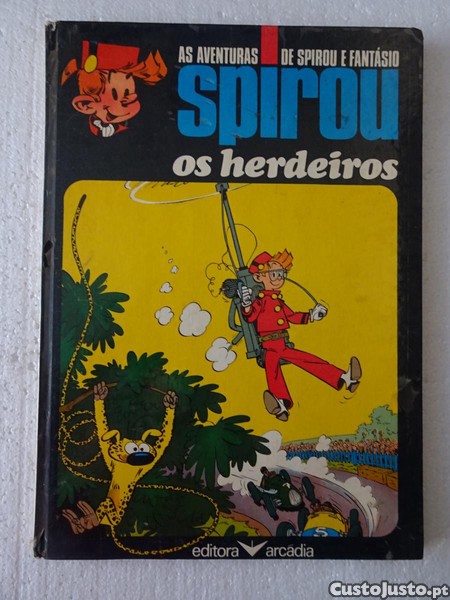 AS AVENTURAS DE SPIROU E FANTÁSIO
spirou
os herdeiros
editora arcádia
CustoJusto.pt